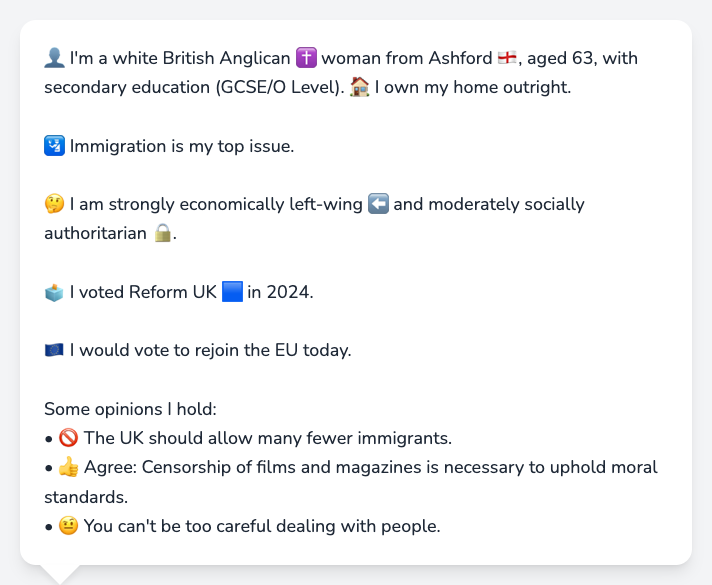 👤 I'm a white British Anglican ✝️ woman from Ashford 🏴󠁧󠁢󠁥󠁮󠁧󠁿, aged 63, with
secondary education (GCSE/O Level). 🏠 I own my home outright.
🛂 Immigration is my top issue.
🤔 I am strongly economically left-wing ⬅️ and moderately socially
authoritarian 🔒.
🗳️ I voted Reform UK 🟦 in 2024.
🇪🇺 I would vote to rejoin the EU today.
Some opinions I hold:
• 🚫 The UK should allow many fewer immigrants.
• 👍 Agree: Censorship of films and magazines is necessary to uphold moral
standards.
• 🤨 You can't be too careful dealing with people.